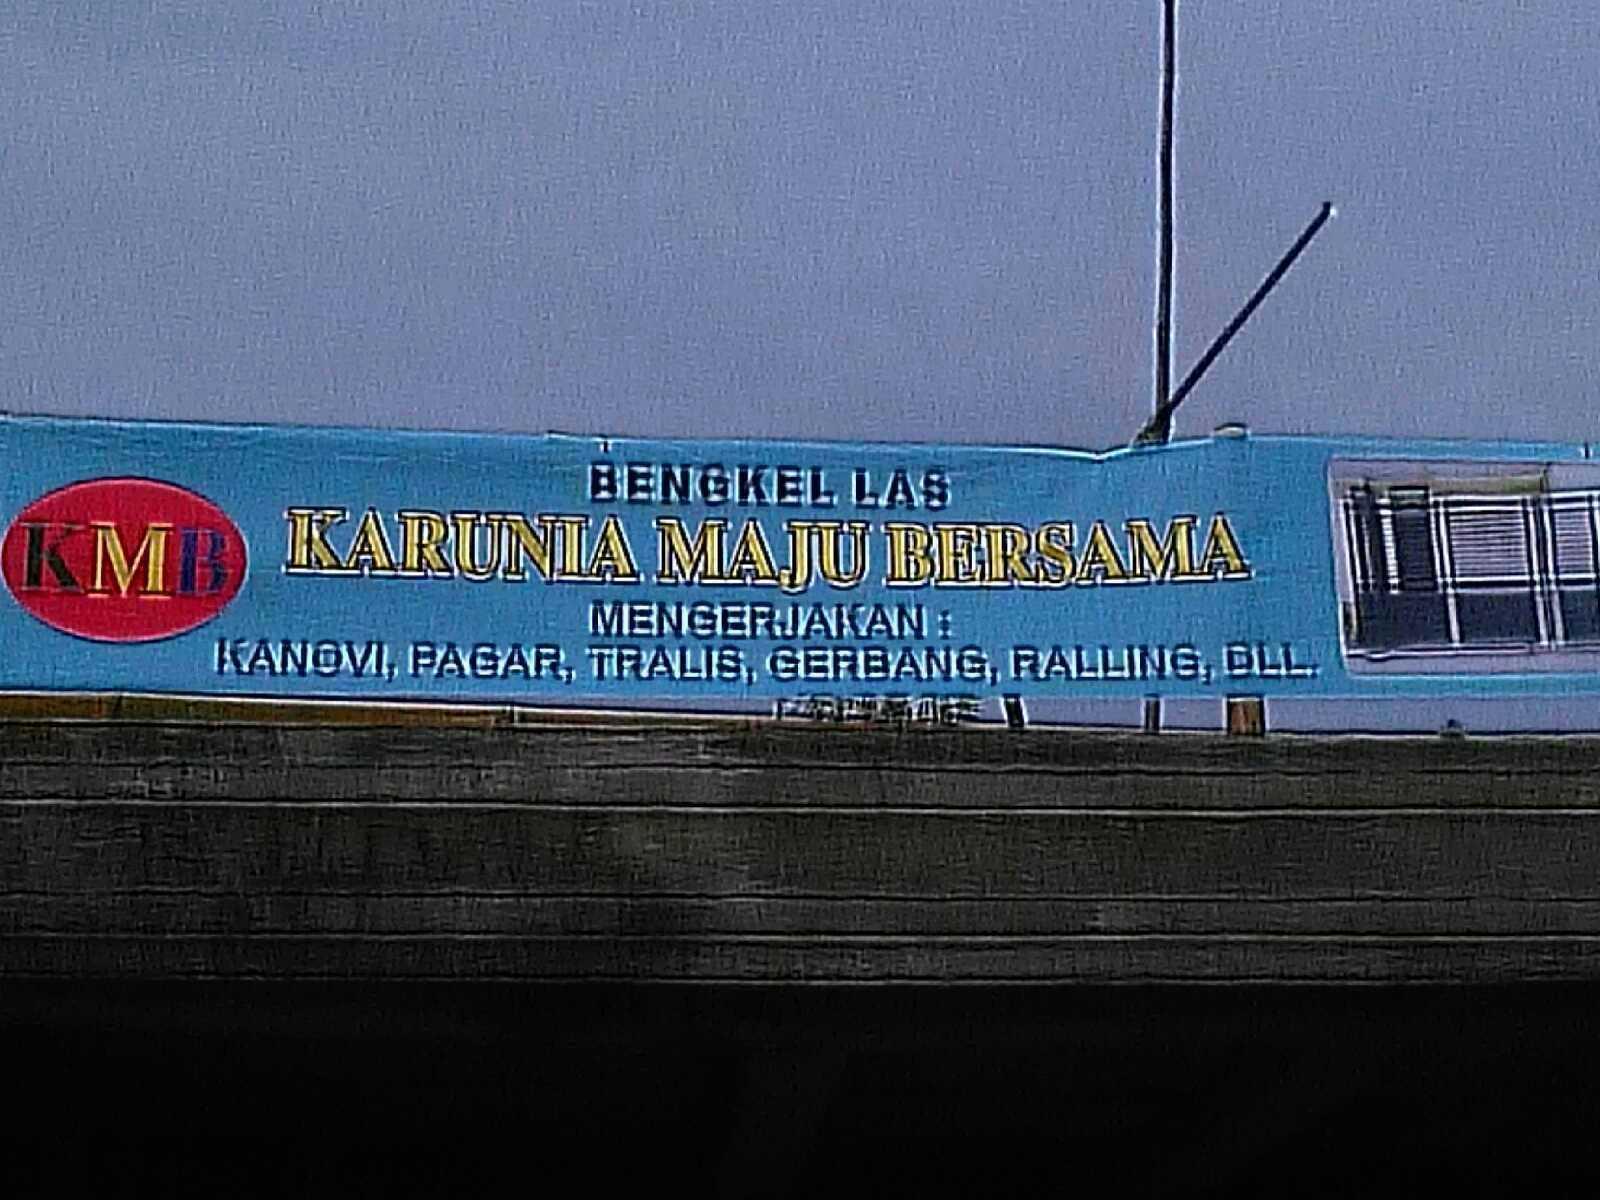 KMB
BENGKEL LAS
KARUNIA MAJU BERSAMA
MENGERJAKAN :
KANOVI, PAGAR, TRALIS, GERBANG, RALLING, DLL.